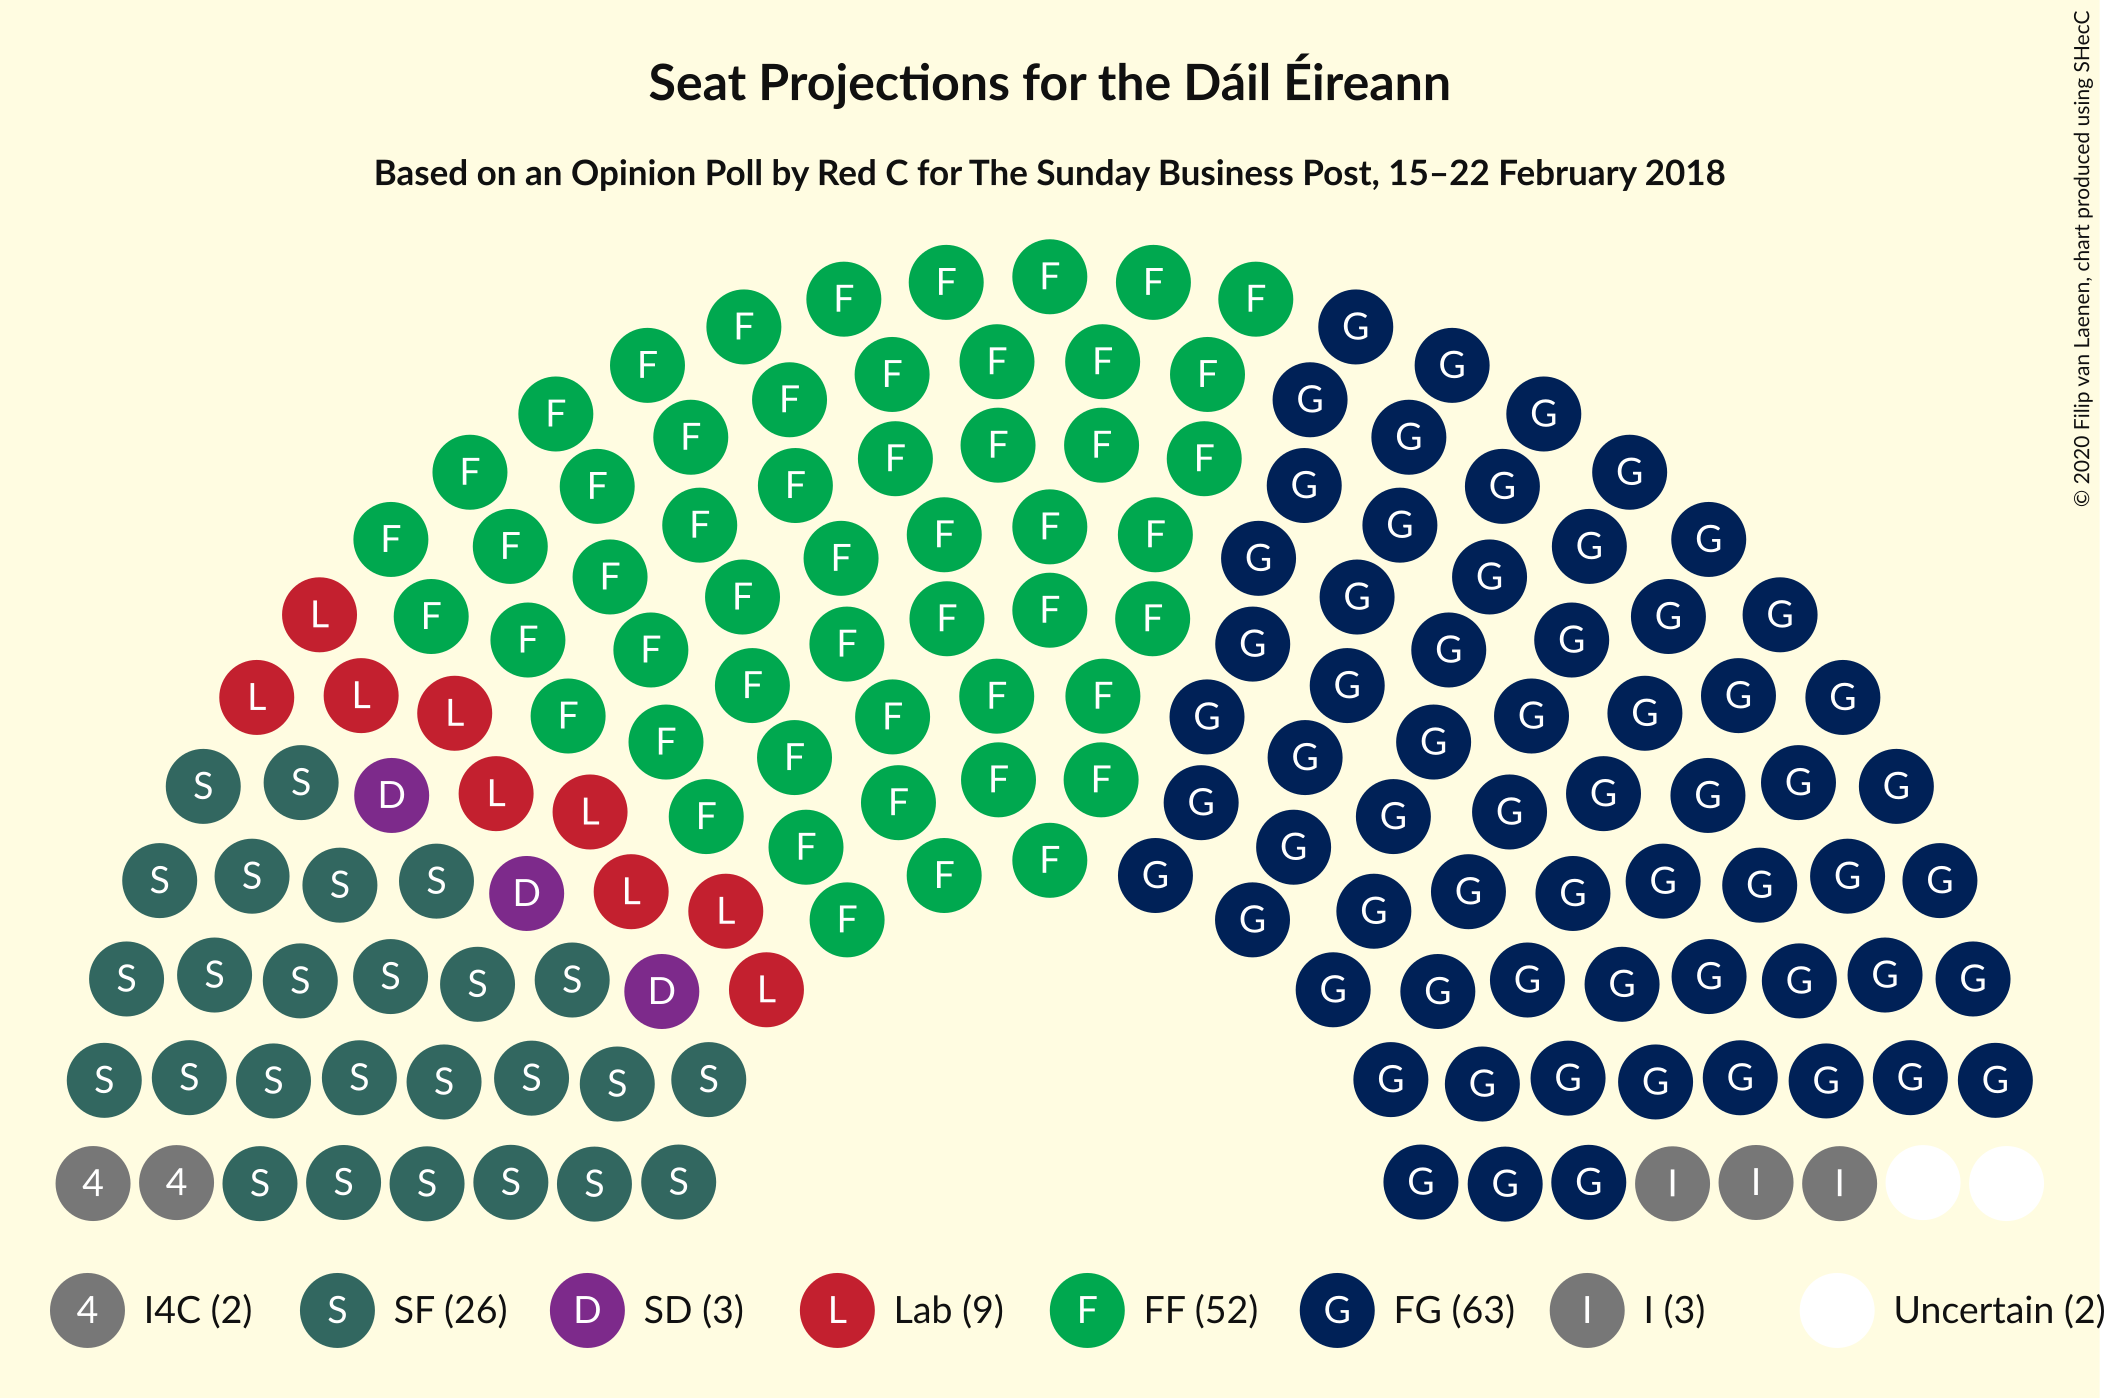 Seat Projections for the Dáil Éireann
Based on an Opinion Poll by Red C for The Sunday Business Post, 15–22 February 2018
© 2020 Filip van Laenen, chart produced using SHecC
F F F F F
F F G
F F F F F G
F F G
F F F F F G G
F F F G G
F F F F F G G
F F F F G G G
F F F F F G G
L F F F F F G G G G
L L L F F F F F G G G G G
S S D L L F F F F F G G G G G G G
S S S S D L L F F F F G G G G G G G G G
S S S S S S D L G G G G G G G G
S S S S S S S S G G G G G G G G
4 4 S S S S S S G G G I I I
4 I4C (2) S SF (26) D SD (3) L Lab (9) F FF (52) G FG (63) I I (3) Uncertain (2)